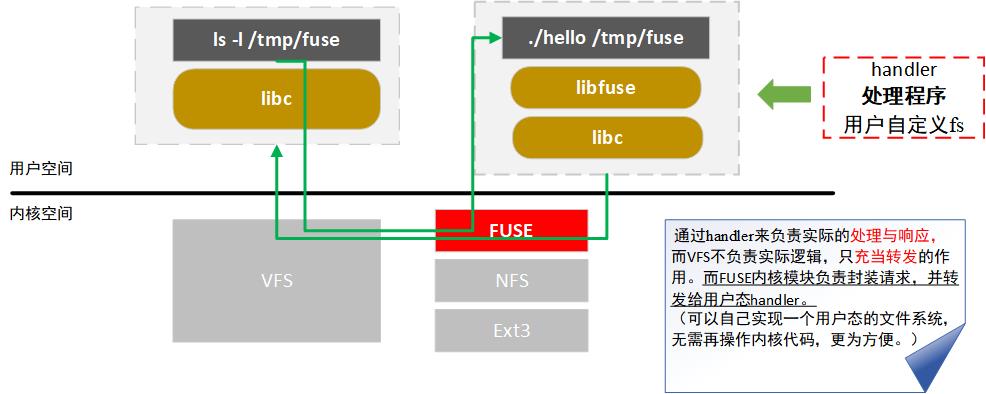 ls -l /tmp/fuse
libc
./hello /tmp/fuse
libfuse
libc
handler
处理程序
用户自定义fs
用户空间
内核空间
VFS
FUSE
NFS
Ext3
通过handler来负责实际的处理与响应，
而VFS不负责实际逻辑，只充当转发的作
用。而FUSE内核模块负责封装请求，并转
发给用户态handler。
（可以自己实现一个用户态的文件系统，
无需再操作内核代码，更为方便。）